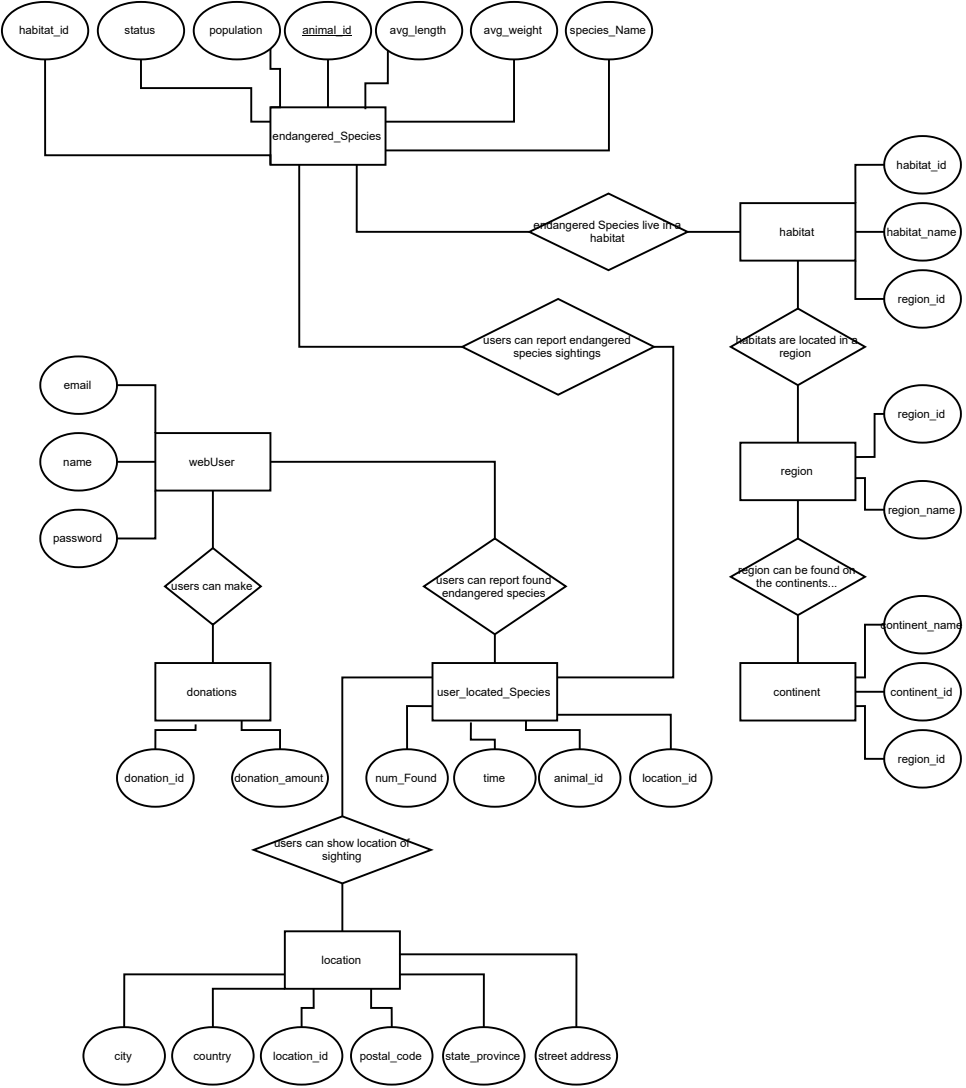 habitat_id
status
population
animal_id
avg_length
avg_weight
species_Name
endangered_Species
habitat_id
endangered Species live in a
habitat
habitat
habitat_name
region_id
users can report endangered
species sightings
habitats are located in a
region
email
region_id
name
webUser
region
password
region_name
users can make
users can report found
endangered species
region can be found on
the continents...
continent_name
donations
user_located_Species
continent
continent_id
region_id
donation_id
donation_amount
num_Found
time
animal_id
location_id
users can show location of
sighting
location
city
country
location_id
postal_code
state_province
street address